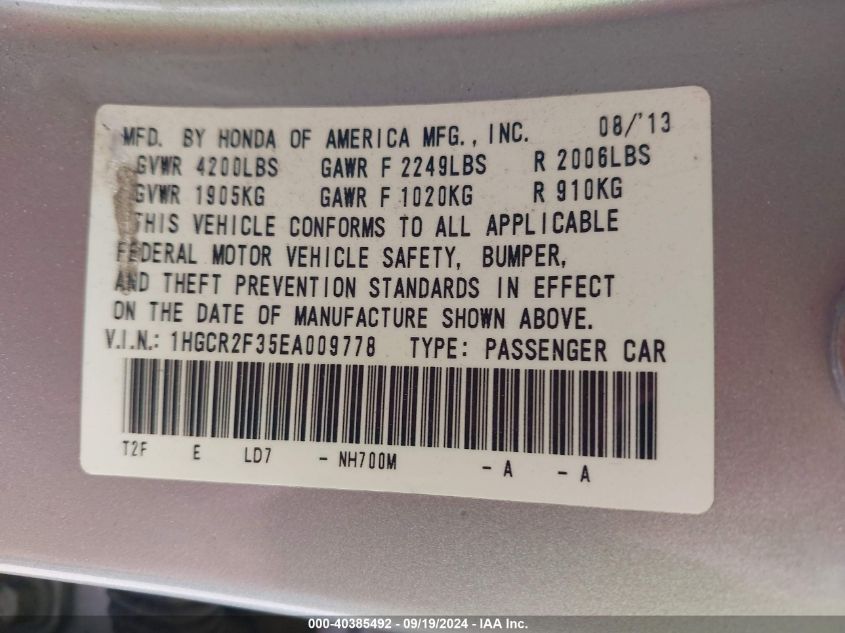 MFD. BY HONDA OF AMERICA MFG., INC. 08/'13
GVWR 4200LBS GAWR F 2249LBS R 2006LBS
GVWR 1905KG GAWR F 1020KG R 910KG
THIS VEHICLE CONFORMS TO ALL APPLICABLE
FEDERAL MOTOR VEHICLE SAFETY, BUMPER,
AND THEFT PREVENTION STANDARDS IN EFFECT
ON THE DATE OF MANUFACTURE SHOWN ABOVE.
V.I.N.: 1HGCR2F35EA009778 TYPE: PASSENGER CAR
T2F E LD7 - NH700M - A - A
000-40385492 - 09/19/2024 - IAA Inc.